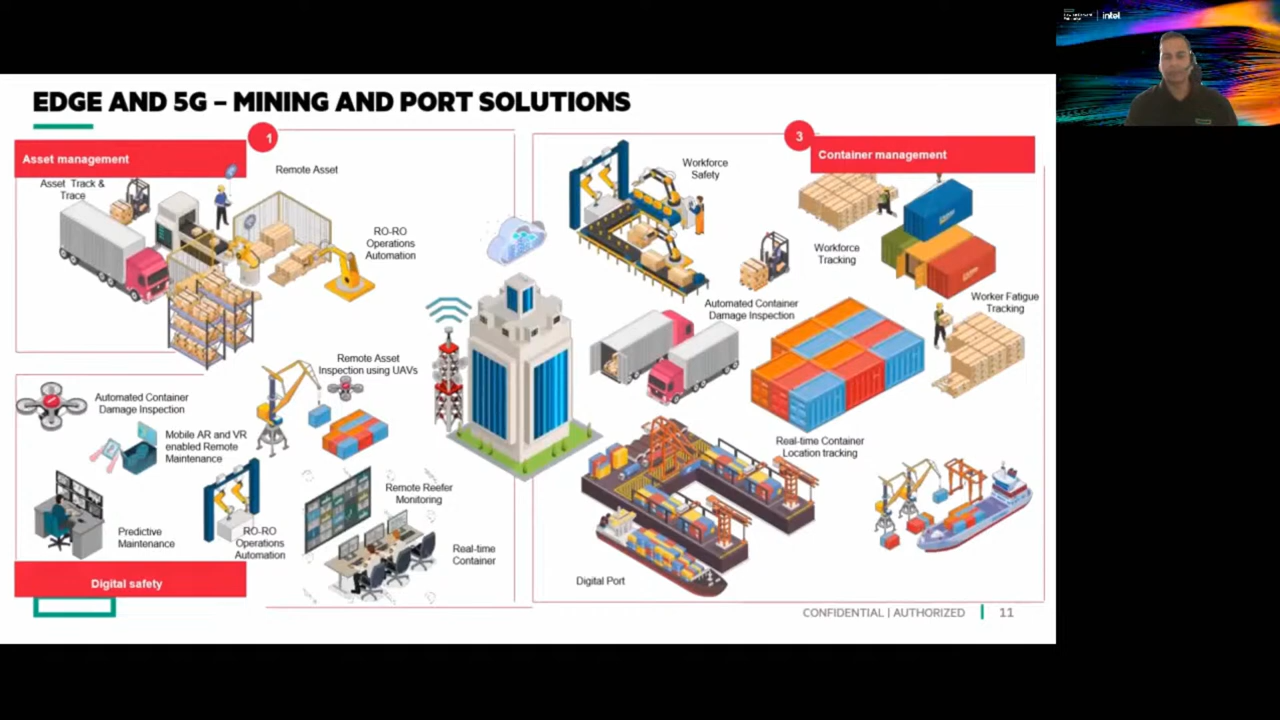 intel
EDGE AND 5G – MINING AND PORT SOLUTIONS
1
Asset management
Remote Asset
Asset Track &
Trace
RO-RO
Operations
Automation
Remote Asset
Inspection using UAVs
Automated Container
Damage Inspection
Mobile AR and VR
enabled Remote
Maintenance
Remote Reefer
Monitoring
Predictive
Maintenance
RO-RO
Operations
Automation
Real-time
Container
Digital safety
3
Container management
Workforce
Safety
Workforce
Tracking
Automated Container
Damage Inspection
Worker Fatigue
Tracking
Real-time Container
Location tracking
Digital Port
CONFIDENTIAL | AUTHORIZED
11